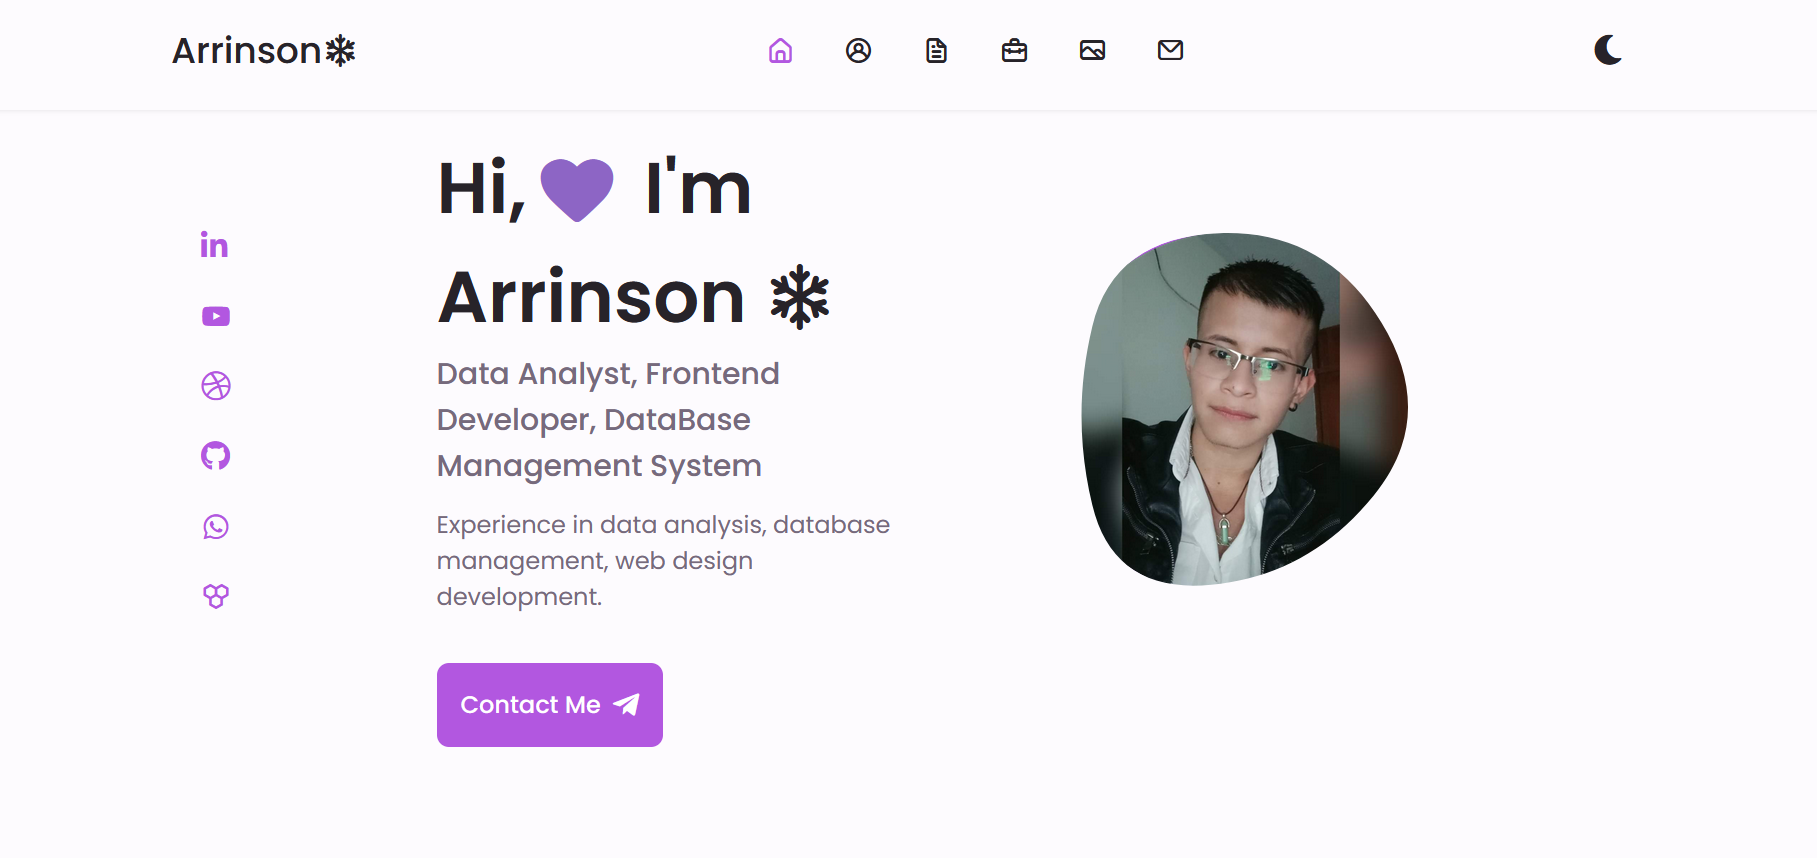 Arrinson
Hi, I'm
Arrinson
Data Analyst, Frontend
Developer, DataBase
Management System
Experience in data analysis, database
management, web design
development.
Contact Me